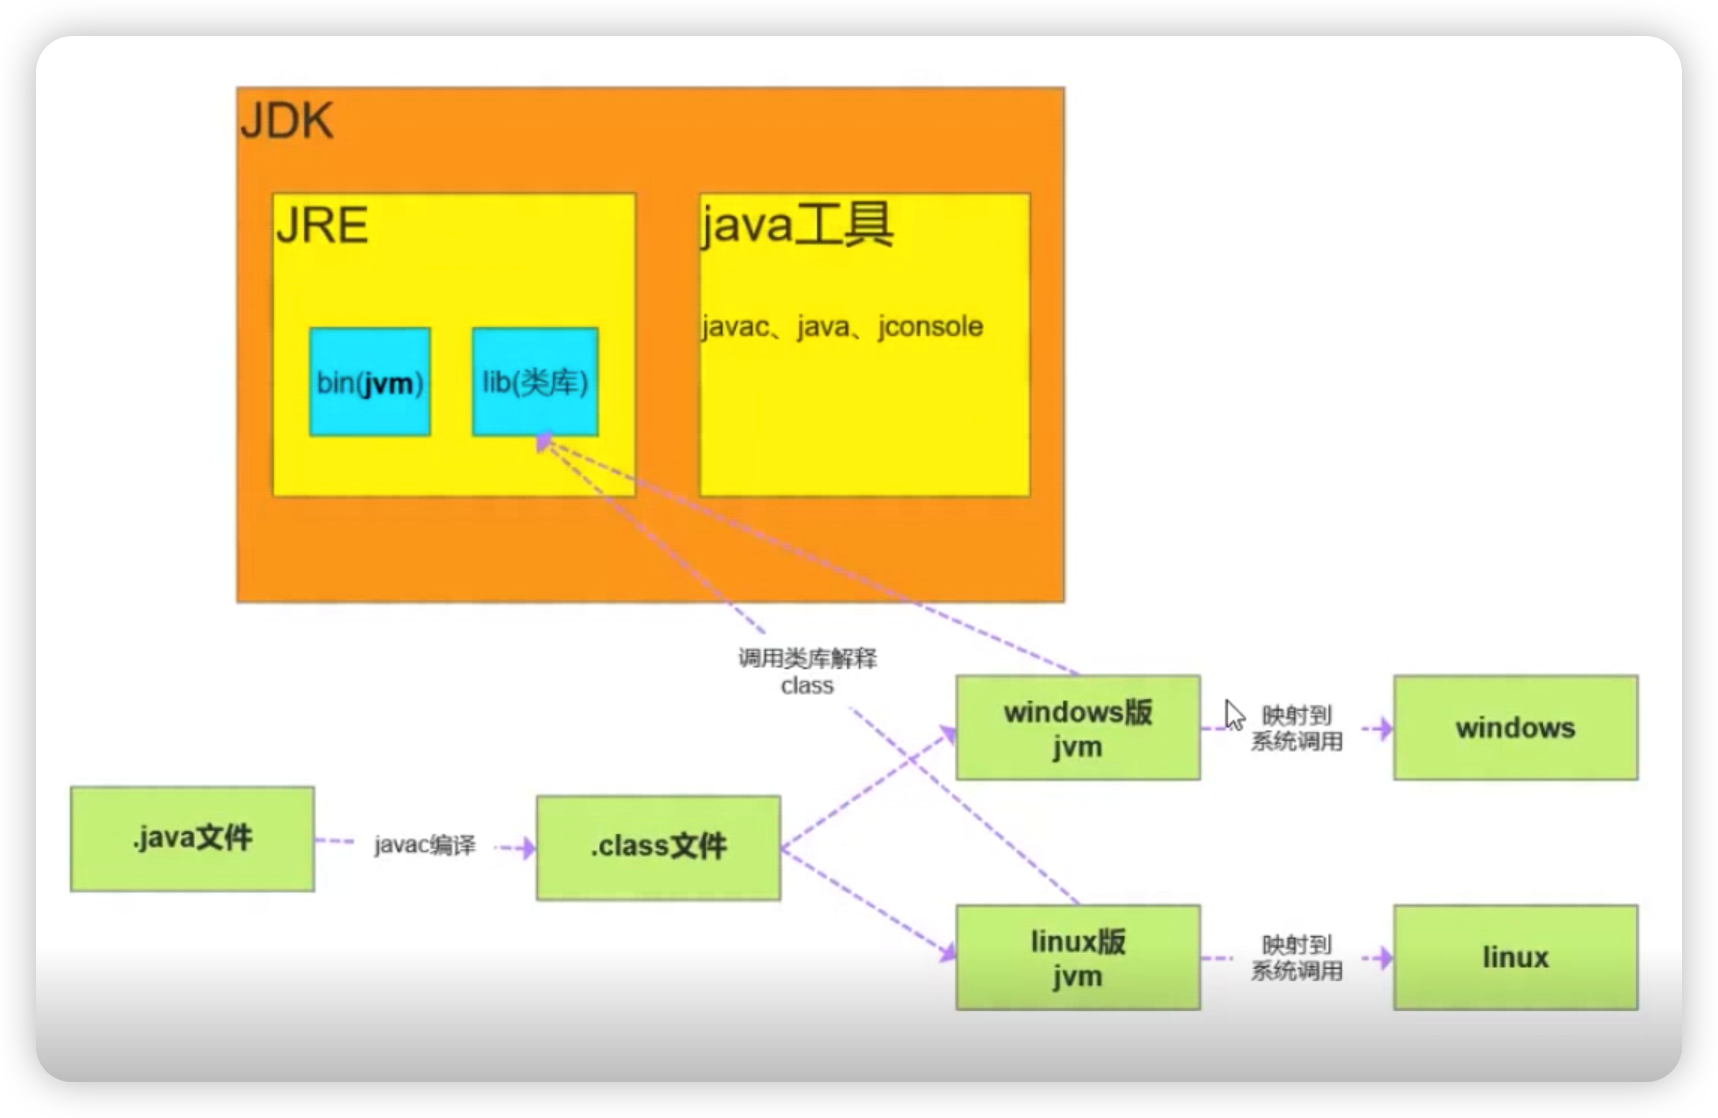 JDK
JRE
java工具
javac、java、jconsole
bin(jvm)
lib(类库)
调用类库解释
class
windows版
jvm
映射到
系统调用
windows
.java文件
javac编译
.class文件
linux版
jvm
映射到
系统调用
linux